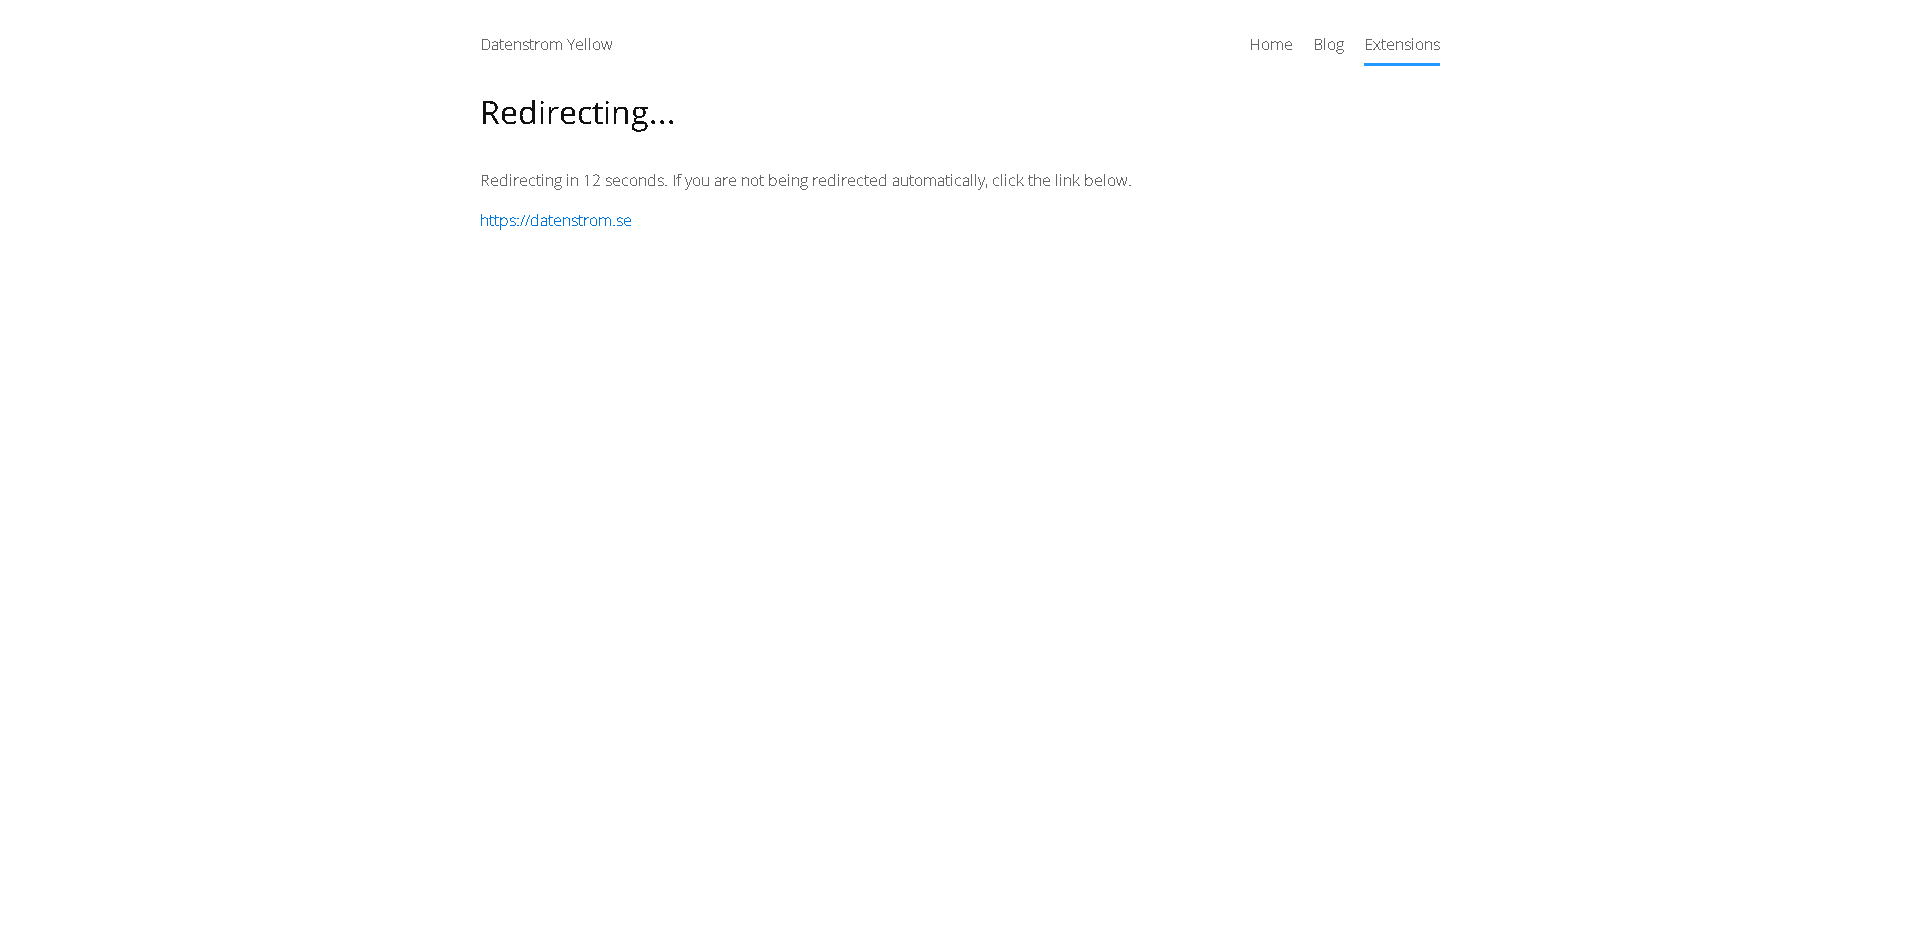 Datenstrom Yellow
Home Blog Extensions
Redirecting...
Redirecting in 12 seconds. If you are not being redirected automatically, click the link below.
https://datenstrom.se